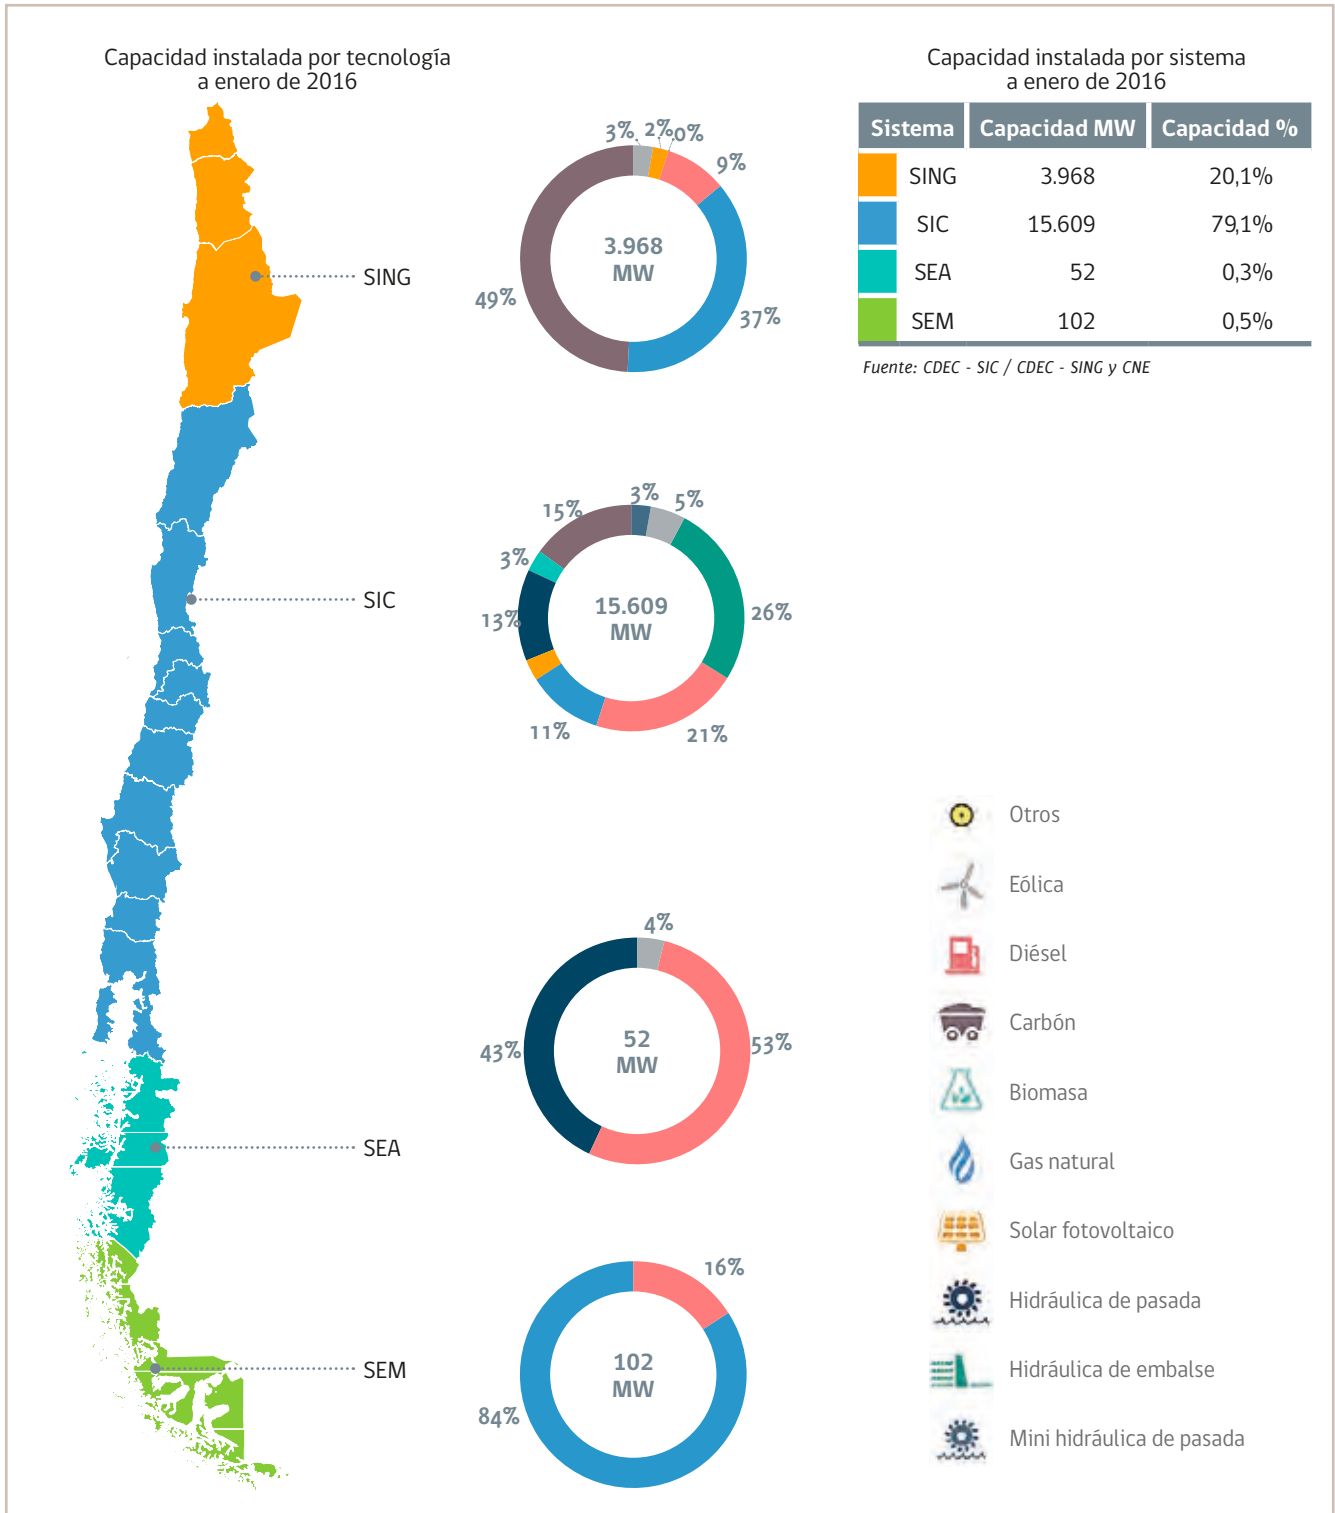 Capacidad instalada por tecnología
a enero de 2016
Capacidad instalada por sistema
a enero de 2016
Sistema Capacidad MW Capacidad %
SING 3.968 20,1%
SIC 15.609 79,1%
SEA 52 0,3%
SEM 102 0,5%
Fuente: CDEC - SIC / CDEC - SING y CNE
SING
3% 2% 0%
9%
3.968
MW
49%
37%
SIC
3% 5%
15%
3%
15.609
MW
13%
26%
11%
21%
SEA
4%
52
MW
43%
53%
SEM
16%
102
MW
84%
Otros
Eólica
Diésel
Carbón
Biomasa
Gas natural
Solar fotovoltaico
Hidráulica de pasada
Hidráulica de embalse
Mini hidráulica de pasada